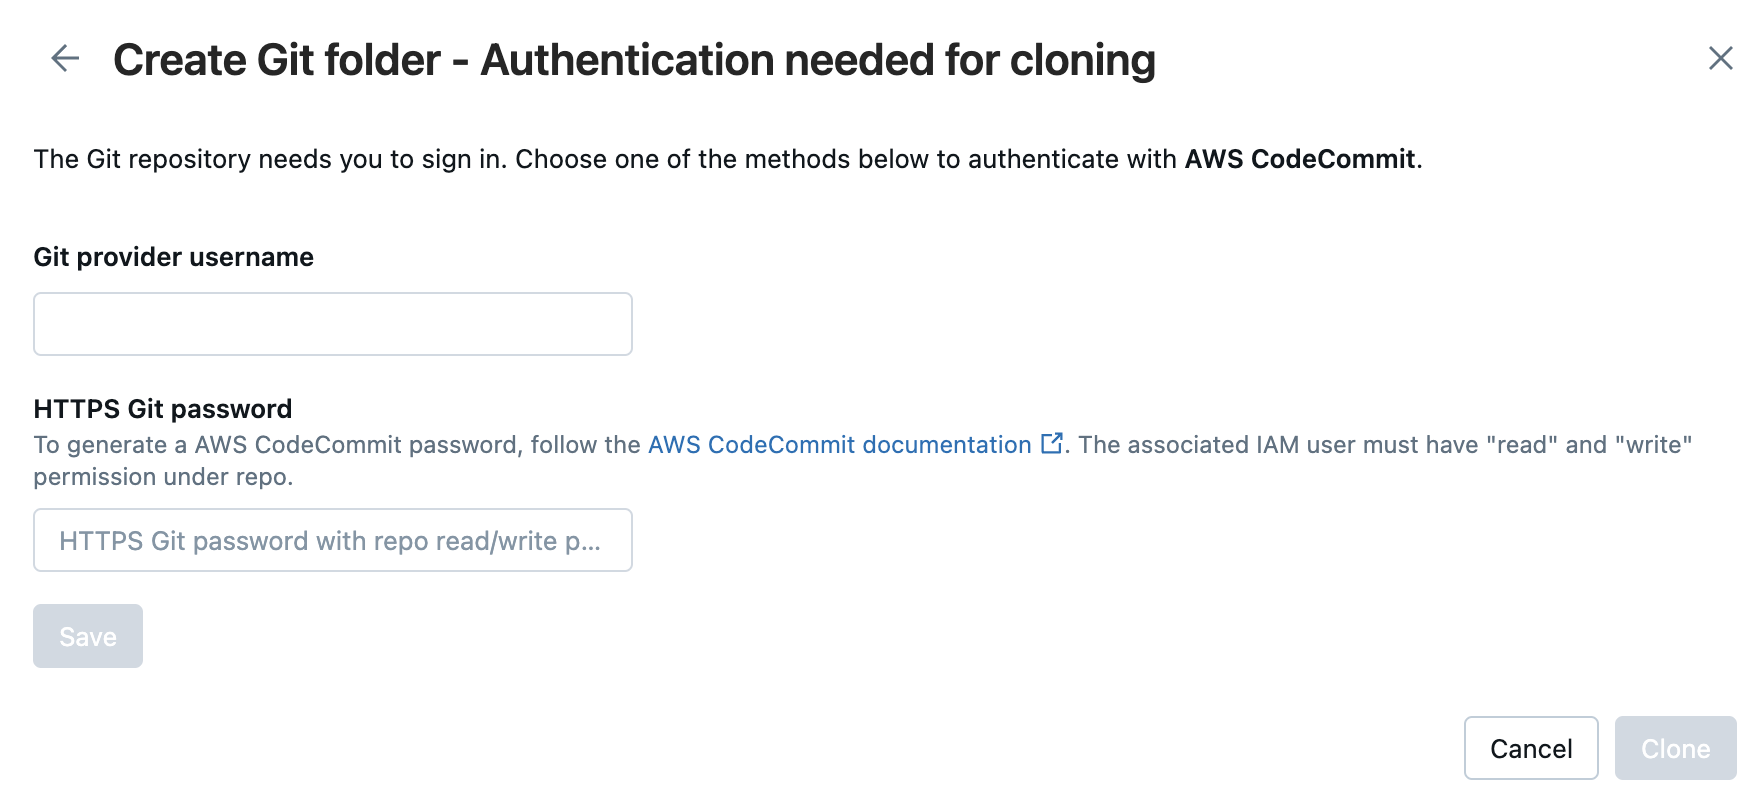 Create Git folder - Authentication needed for cloning
The Git repository needs you to sign in. Choose one of the methods below to authenticate with AWS CodeCommit.
Git provider username
HTTPS Git password
To generate a AWS CodeCommit password, follow the AWS CodeCommit documentation. The associated IAM user must have "read" and "write"
permission under repo.
HTTPS Git password with repo read/write p...
Save
Cancel Clone